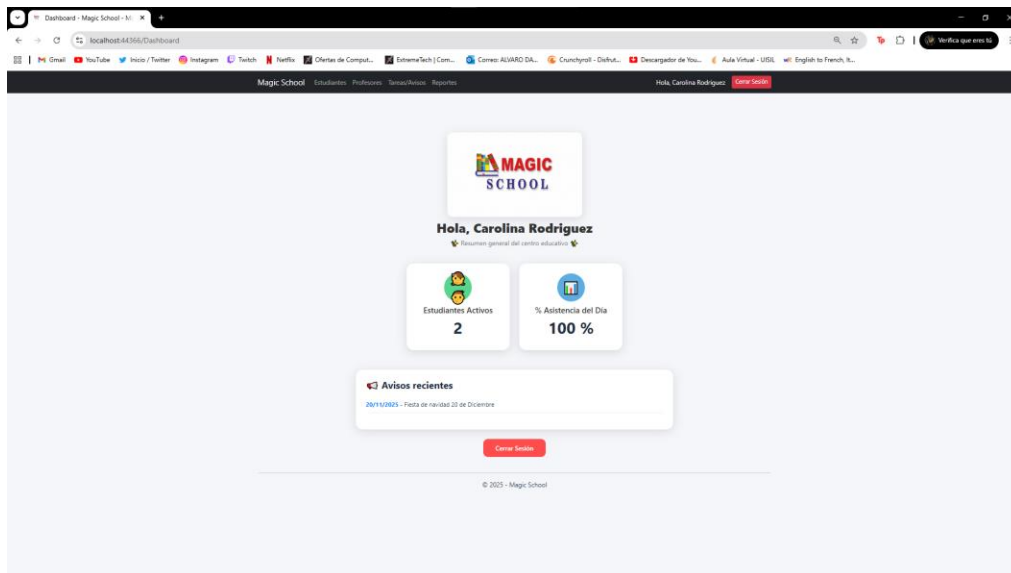 Dashboard - Magic School - M
localhost:44366/Dashboard
Verifica que eres tú
Gmail YouTube Inicio / Twitter Instagram Twitch Netflix Ofertas de Comput... ExtremeTech | Com... Correo: ALVARO DA... Crunchyroll - Disfrut... Descargador de You... Aula Virtual - UISIL English to French, It...
Magic School Estudiantes Profesores Tareas/Avisos Reportes Hola, Carolina Rodriguez Cerrar Sesión
MAGIC
SCHOOL
Hola, Carolina Rodriguez
Resumen general del centro educativo
Estudiantes Activos
2
% Asistencia del Día
100 %
Avisos recientes
20/11/2025 - Fiesta de navidad 20 de Diciembre
Cerrar Sesión
© 2025 - Magic School